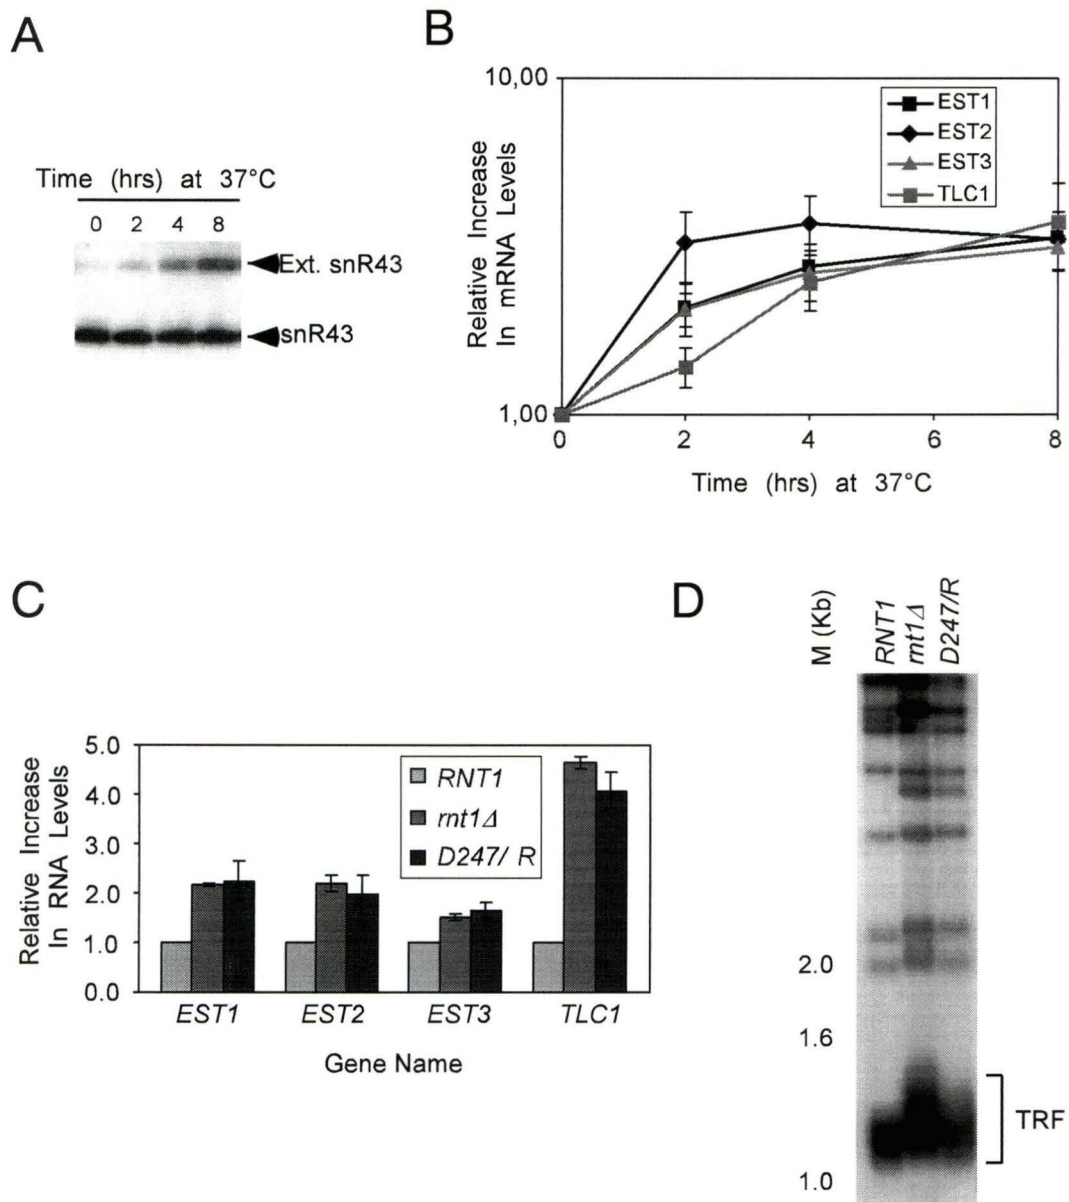 A
Time (hrs) at 37°C
0 2 4 8
Ext. snR43
snR43
B
Relative Increase
In mRNA Levels
10,00
1,00
EST1
EST2
EST3
TLC1
0 2 4 6 8
Time (hrs) at 37°C
C
Relative Increase
In RNA Levels
5.0
4.0
3.0
2.0
1.0
0.0
RNT1
rnt1Δ
D247/ R
EST1 EST2 EST3 TLC1
Gene Name
D
M (Kb)
RNT1
rnt1Δ
D247/R
2.0
1.6
1.0
TRF